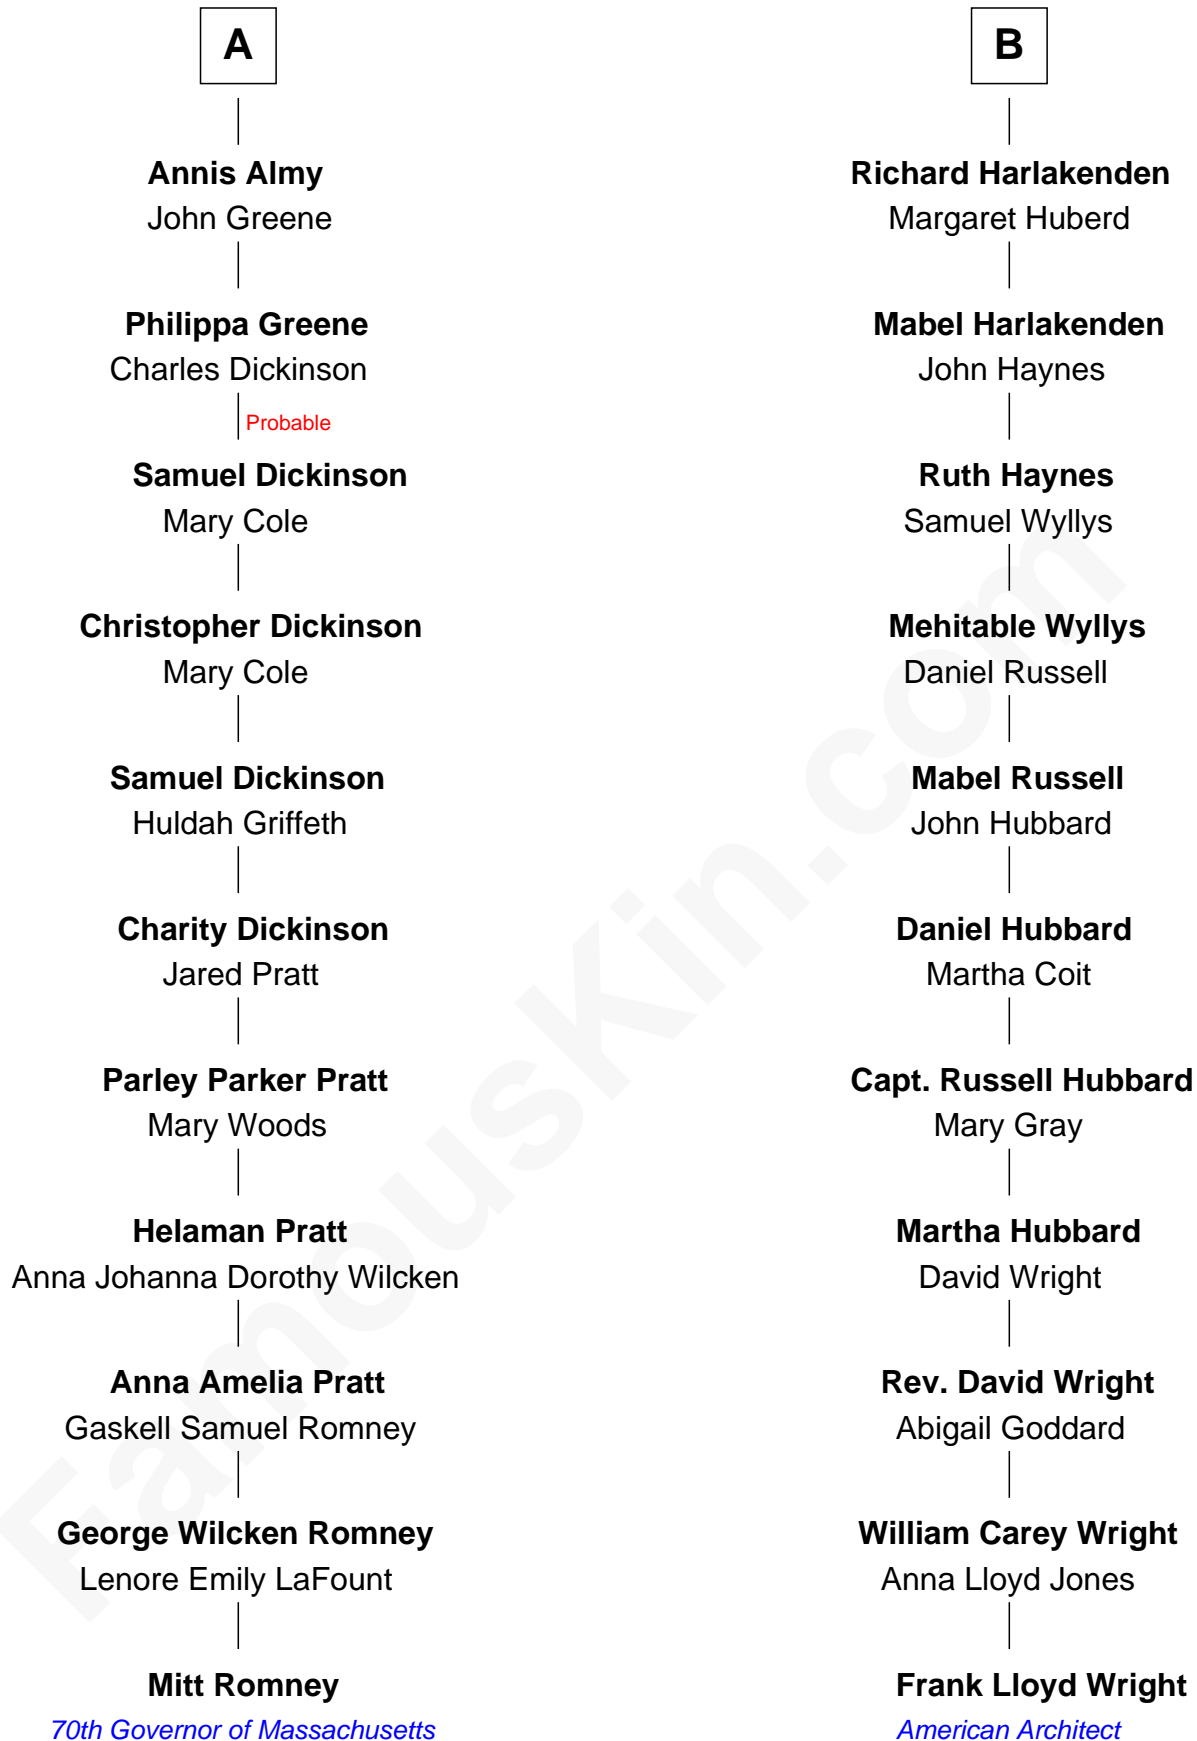 A
Annis Almy
John Greene
Philippa Greene
Charles Dickinson
Probable
Samuel Dickinson
Mary Cole
Christopher Dickinson
Mary Cole
Samuel Dickinson
Huldah Griffeth
Charity Dickinson
Jared Pratt
Parley Parker Pratt
Mary Woods
Helaman Pratt
Anna Johanna Dorothy Wilcken
Anna Amelia Pratt
Gaskell Samuel Romney
George Wilcken Romney
Lenore Emily LaFount
Mitt Romney
70th Governor of Massachusetts
B
Richard Harlakenden
Margaret Huberd
Mabel Harlakenden
John Haynes
Ruth Haynes
Samuel Wyllys
Mehitable Wyllys
Daniel Russell
Mabel Russell
John Hubbard
Daniel Hubbard
Martha Coit
Capt. Russell Hubbard
Mary Gray
Martha Hubbard
David Wright
Rev. David Wright
Abigail Goddard
William Carey Wright
Anna Lloyd Jones
Frank Lloyd Wright
American Architect
FamousKin.com